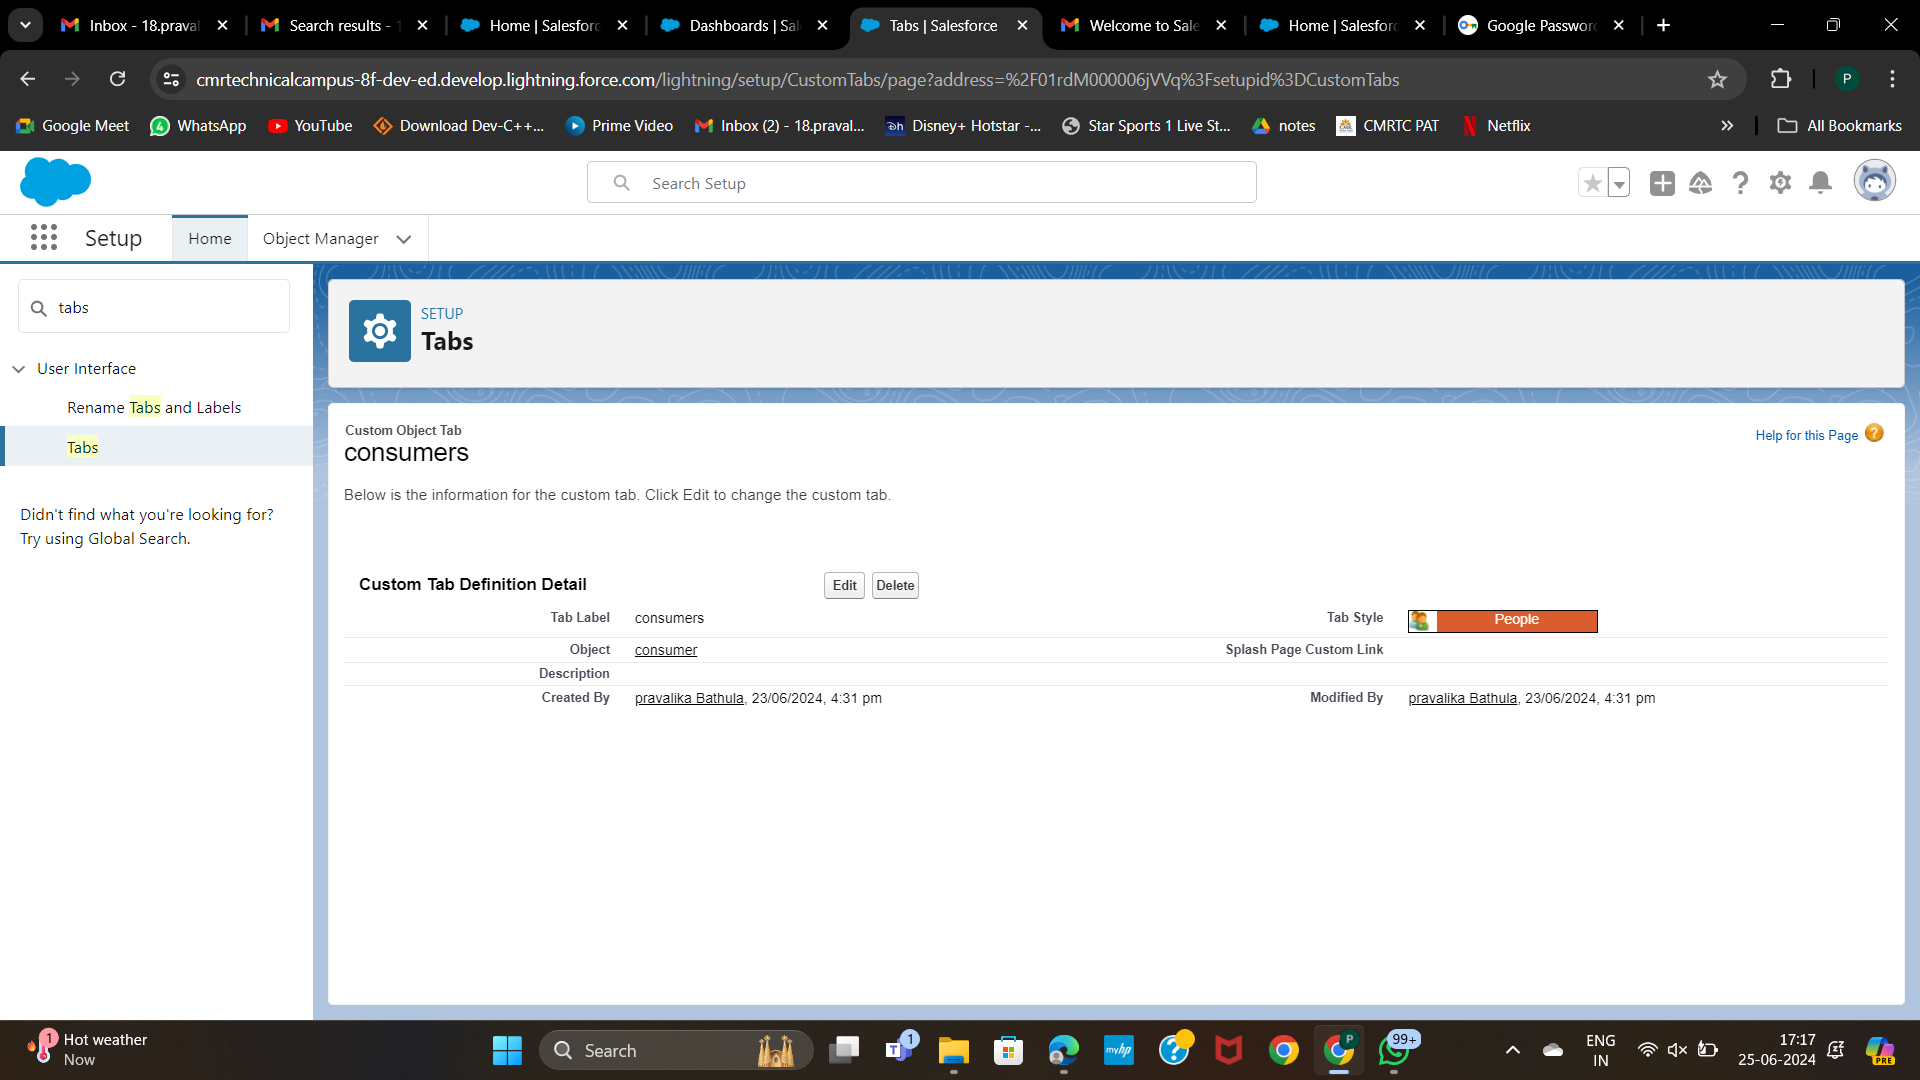 Inbox - 18.praval
Search results - 1
Home | Salesforc
Dashboards | Sal
Tabs | Salesforce
Welcome to Sale
Home | Salesforc
Google Passwor
cmrtechnicalcampus-8f-dev-ed.develop.lightning.force.com/lightning/setup/CustomTabs/page?address=%2F01rdM000006jVVq%3Fsetupid%3DCustomTabs
P
Google Meet
WhatsApp
YouTube
Download Dev-C++...
Prime Video
Inbox (2) - 18.praval...
Disney+ Hotstar -...
Star Sports 1 Live St...
notes
CMRTC PAT
Netflix
All Bookmarks
Search Setup
Setup
Home
Object Manager
tabs
User Interface
Rename Tabs and Labels
Tabs
Didn't find what you're looking for?
Try using Global Search.
SETUP
Tabs
Custom Object Tab
consumers
Help for this Page
Below is the information for the custom tab. Click Edit to change the custom tab.
Custom Tab Definition Detail
Edit
Delete
Tab Label consumers
Tab Style People
Object consumer
Splash Page Custom Link
Description
Created By pravalika Bathula, 23/06/2024, 4:31 pm
Modified By pravalika Bathula, 23/06/2024, 4:31 pm
1
Hot weather
Now
Search
1
myhp
P
99+
ENG
IN
17:17
25-06-2024
PRE